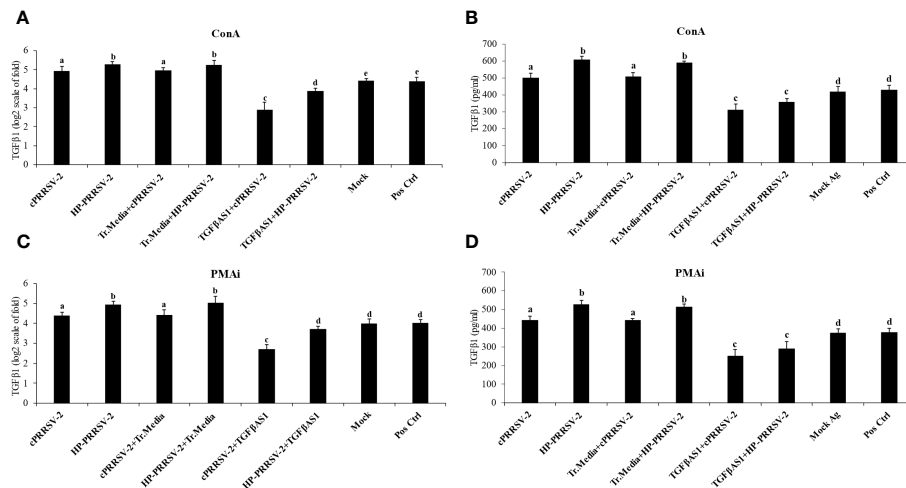 A
ConA
TGFβ1 (log2 scale of fold)
6
5
4
3
2
1
0
a
b
a
b
c
d
e
e
cPRRSV-2
HP-PRRSV-2
Tr.Media+cPRRSV-2
Tr.Media+HP-PRRSV-2
TGFβAS1+cPRRSV-2
TGFβAS1+HP-PRRSV-2
Mock
Pos Ctrl
B
ConA
TGFβ1 (pg/ml)
700
600
500
400
300
200
100
0
a
b
a
b
c
c
d
d
cPRRSV-2
HP-PRRSV-2
Tr.Media+cPRRSV-2
Tr.Media+HP-PRRSV-2
TGFβAS1+cPRRSV-2
TGFβAS1+HP-PRRSV-2
Mock Ag
Pos Ctrl
C
PMAi
TGFβ1 (log2 scale of fold)
6
5
4
3
2
1
0
a
b
a
b
c
d
d
d
cPRRSV-2
HP-PRRSV-2
cPRRSV-2+Tr.Media
HP-PRRSV-2+Tr.Media
cPRRSV-2+TGFβAS1
HP-PRRSV-2+TGFβAS1
Mock
Pos Ctrl
D
PMAi
TGFβ1 (pg/ml)
700
600
500
400
300
200
100
0
a
b
a
b
c
c
d
d
cPRRSV-2
HP-PRRSV-2
Tr.Media+cPRRSV-2
Tr.Media+HP-PRRSV-2
TGFβAS1+cPRRSV-2
TGFβAS1+HP-PRRSV-2
Mock Ag
Pos Ctrl